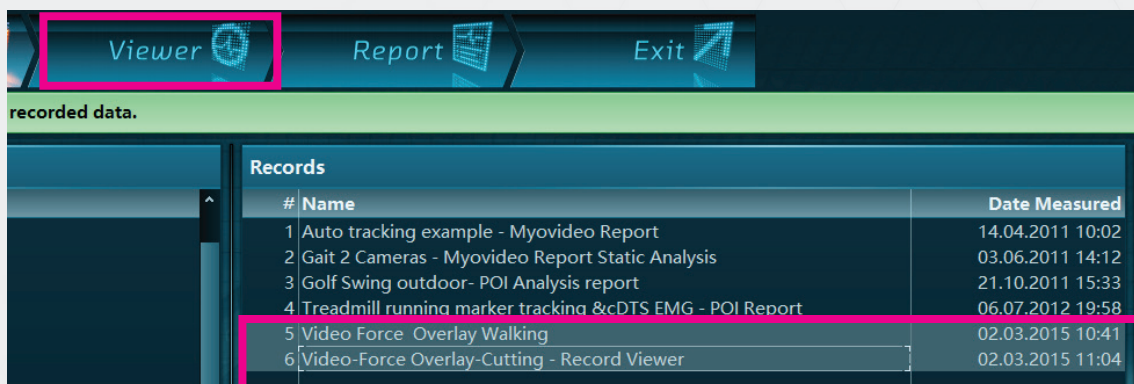 Viewer Report Exit
recorded data.
Records
# Name Date Measured
1 Auto tracking example - Myovideo Report 14.04.2011 10:02
2 Gait 2 Cameras - Myovideo Report Static Analysis 03.06.2011 14:12
3 Golf Swing outdoor- POI Analysis report 21.10.2011 15:33
4 Treadmill running marker tracking &cDTS EMG - POI Report 06.07.2012 19:58
5 Video Force Overlay Walking 02.03.2015 10:41
6 Video-Force Overlay-Cutting - Record Viewer 02.03.2015 11:04